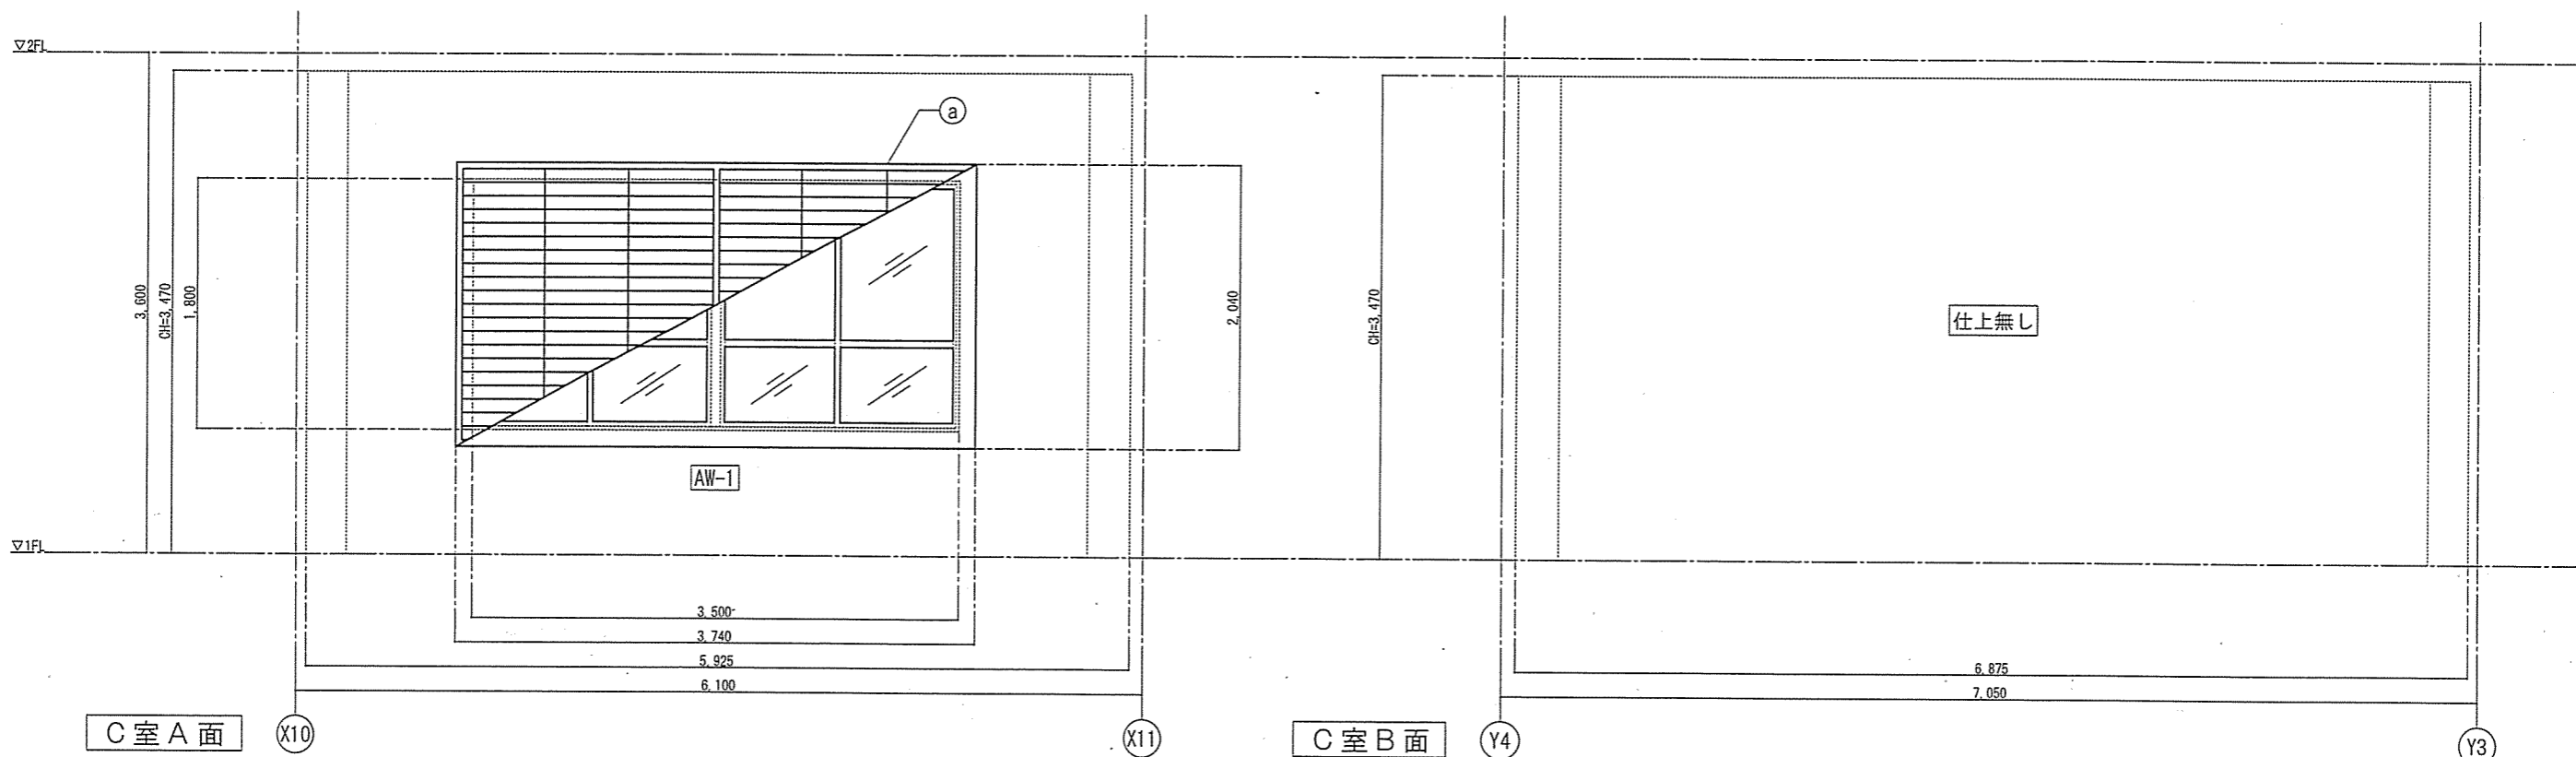 ▽2FL
a
3,600
CH=3,470
1,800
2,040
AW-1
▽1FL
3,500
3,740
5,925
6,100
C室A面
X10
X11
CH=3,470
仕上無し
6,875
7,050
C室B面
Y4
Y3